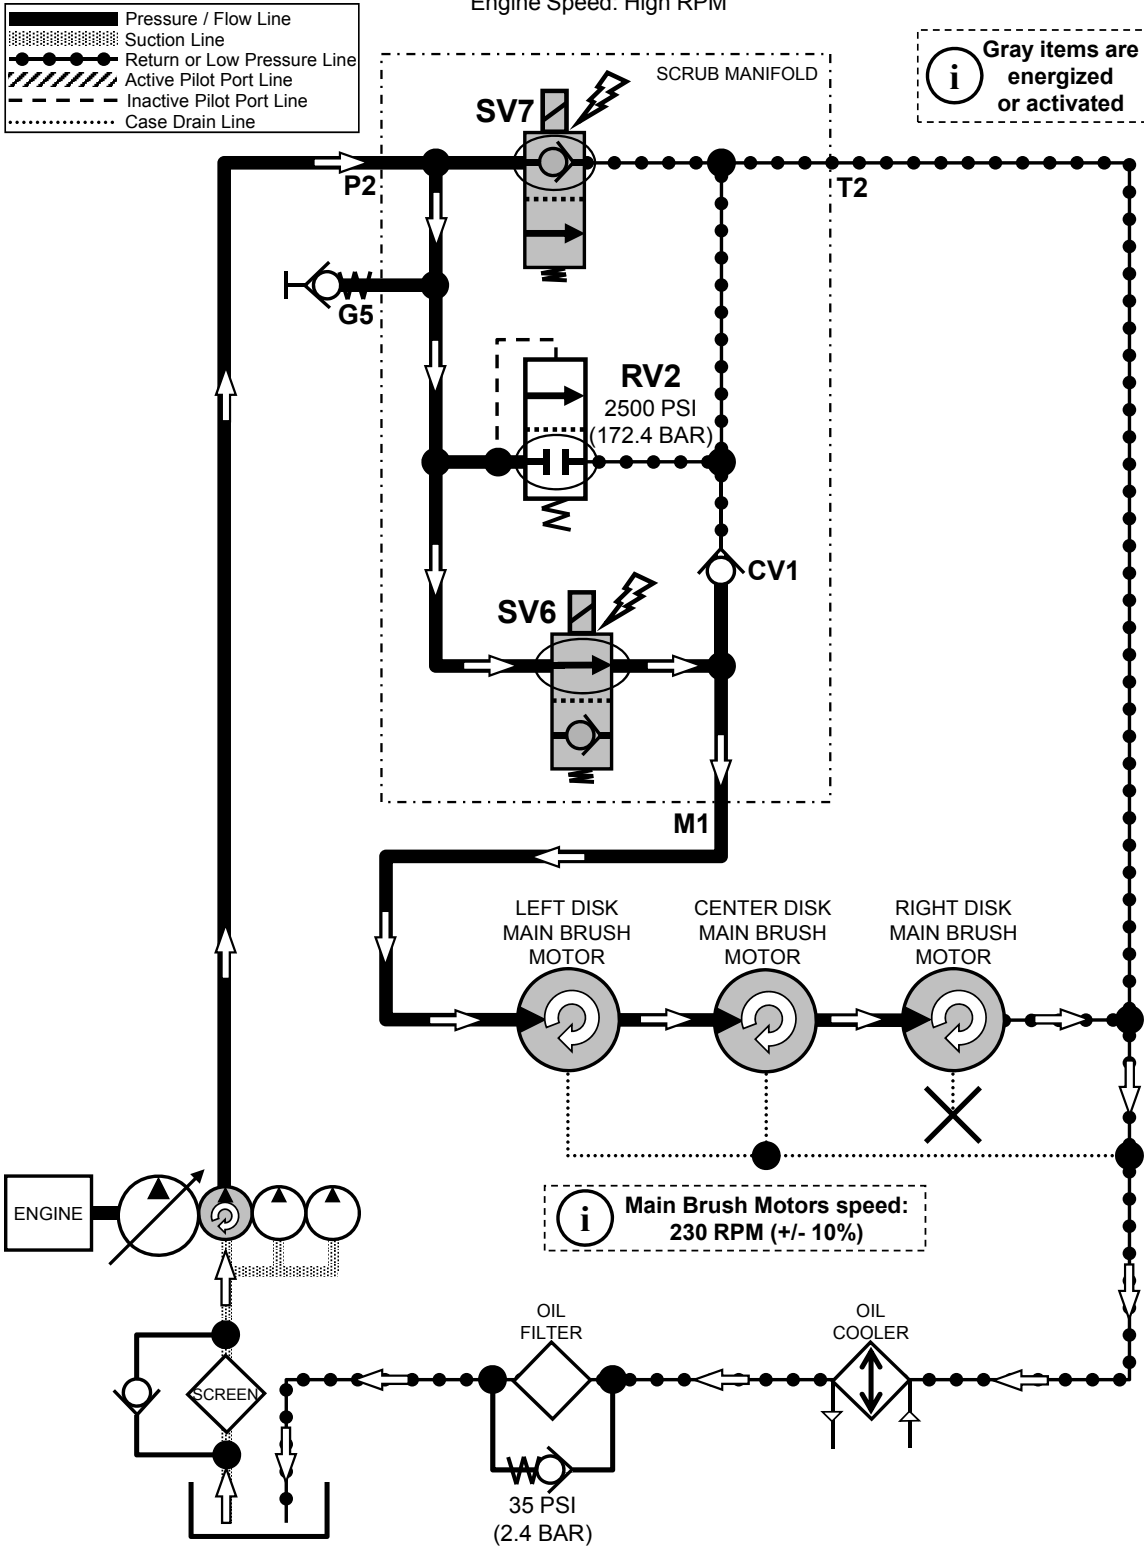 Engine Speed: High RPM
Pressure / Flow Line
Suction Line
Return or Low Pressure Line
Active Pilot Port Line
Inactive Pilot Port Line
Case Drain Line
SCRUB MANIFOLD
i
Gray items are
energized
or activated
SV7
P2
T2
G5
RV2
2500 PSI
(172.4 BAR)
CV1
SV6
M1
LEFT DISK
MAIN BRUSH
MOTOR
CENTER DISK
MAIN BRUSH
MOTOR
RIGHT DISK
MAIN BRUSH
MOTOR
ENGINE
i
Main Brush Motors speed:
230 RPM (+/- 10%)
OIL
FILTER
OIL
COOLER
SCREEN
35 PSI
(2.4 BAR)